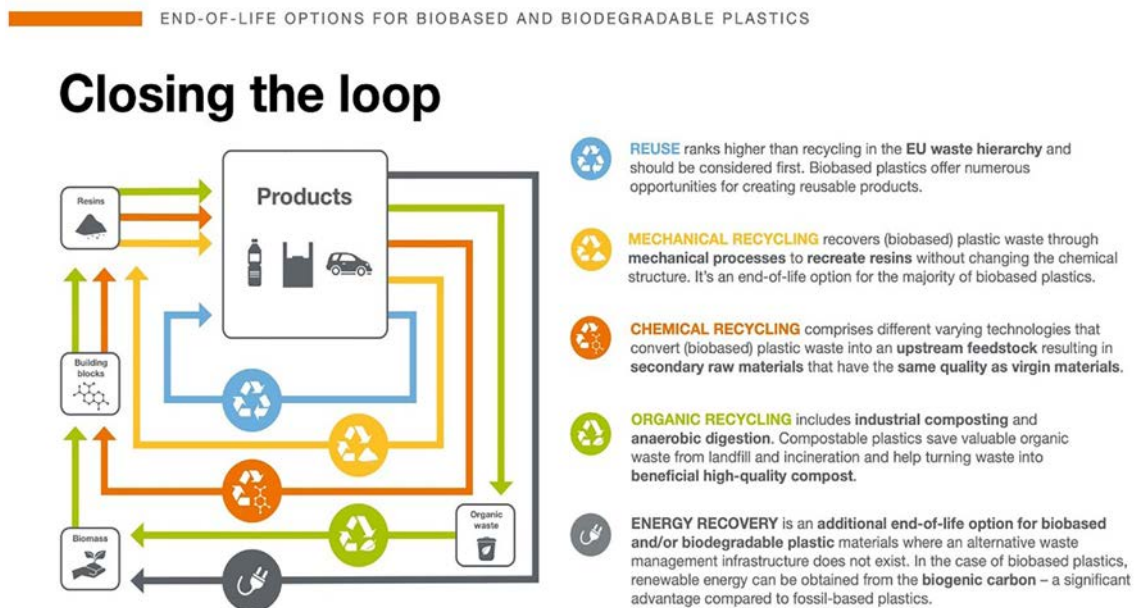 END-OF-LIFE OPTIONS FOR BIOBASED AND BIODEGRADABLE PLASTICS
Closing the loop
Products
Resins
Building
blocks
Biomass
Organic
waste
REUSE ranks higher than recycling in the EU waste hierarchy and
should be considered first. Biobased plastics offer numerous
opportunities for creating reusable products.
MECHANICAL RECYCLING recovers (biobased) plastic waste through
mechanical processes to recreate resins without changing the chemical
structure. It's an end-of-life option for the majority of biobased plastics.
CHEMICAL RECYCLING comprises different varying technologies that
convert (biobased) plastic waste into an upstream feedstock resulting in
secondary raw materials that have the same quality as virgin materials.
ORGANIC RECYCLING includes industrial composting and
anaerobic digestion. Compostable plastics save valuable organic
waste from landfill and incineration and help turning waste into
beneficial high-quality compost.
ENERGY RECOVERY is an additional end-of-life option for biobased
and/or biodegradable plastic materials where an alternative waste
management infrastructure does not exist. In the case of biobased plastics,
renewable energy can be obtained from the biogenic carbon – a significant
advantage compared to fossil-based plastics.